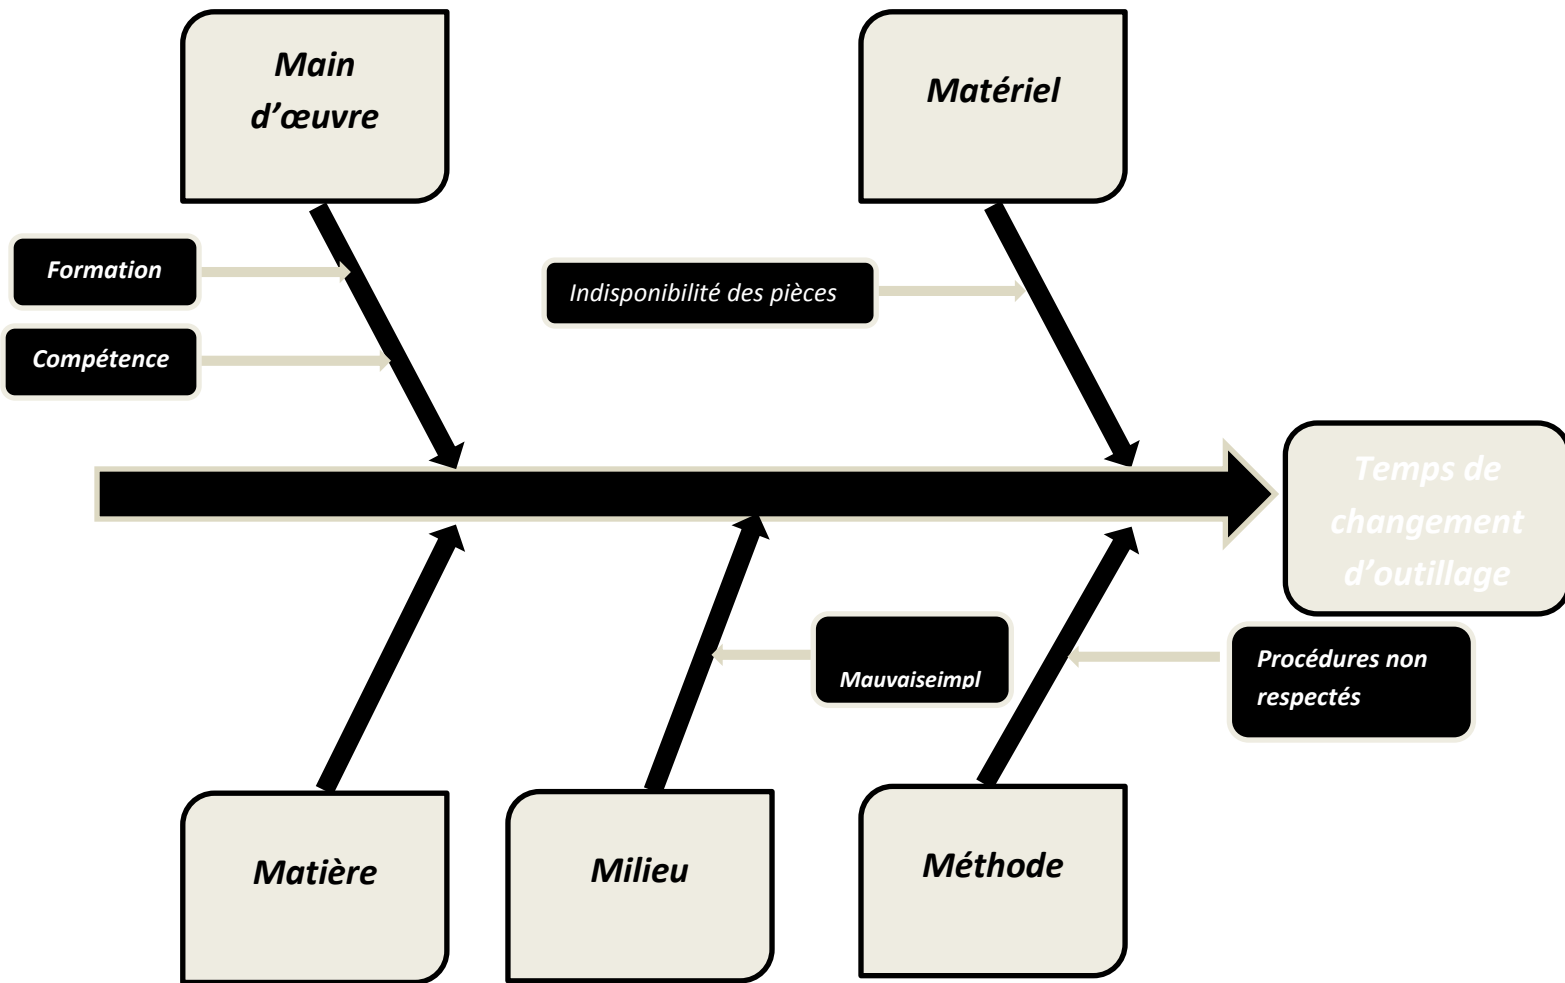 Main
d’œuvre
Matériel
Formation
Indisponibilité des pièces
Compétence
Temps de
changement
d’outillage
Mauvaiseimpl
Procédures non
respectés
Matière
Milieu
Méthode